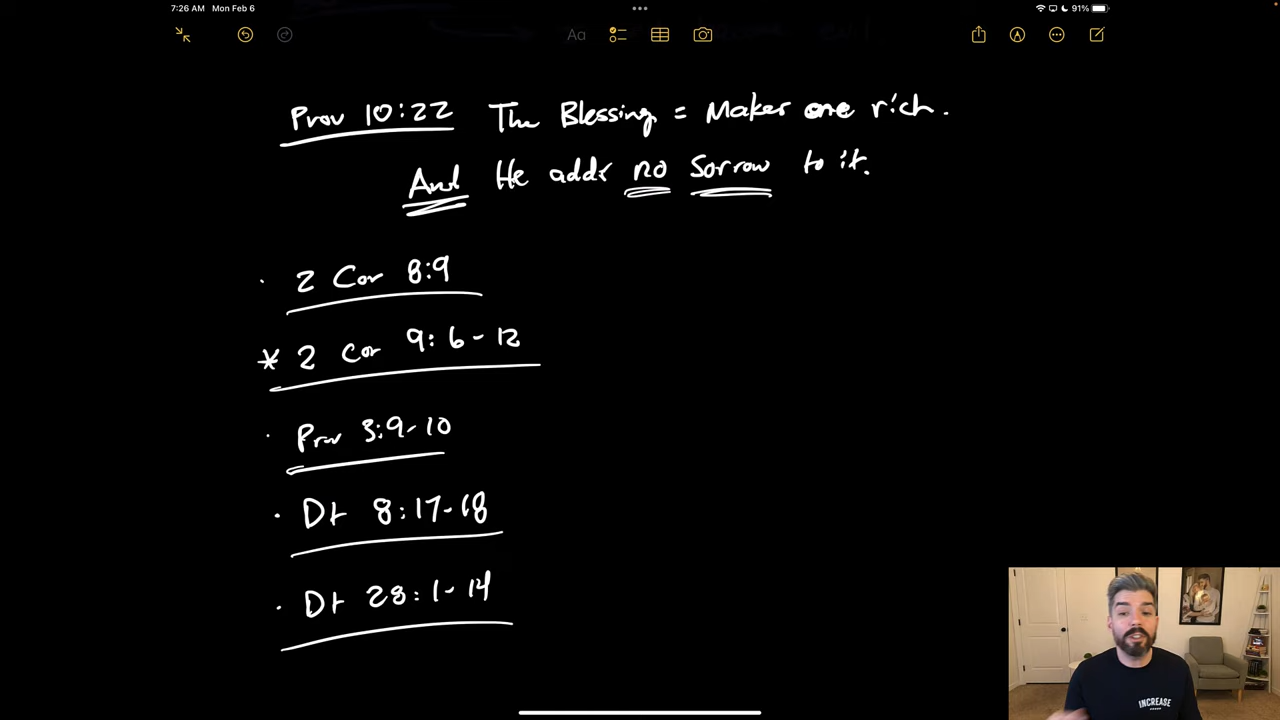 7:26 AM Mon Feb 6
91%
Aa
Prov 10:22 The Blessing = Makes one rich.
And He adds no Sorrow to it.
· 2 Cor 8:9
* 2 Cor 9:6-12
· Prov 3:9-10
· Dt 8:17-18
· Dt 28:1-14
INCREASE